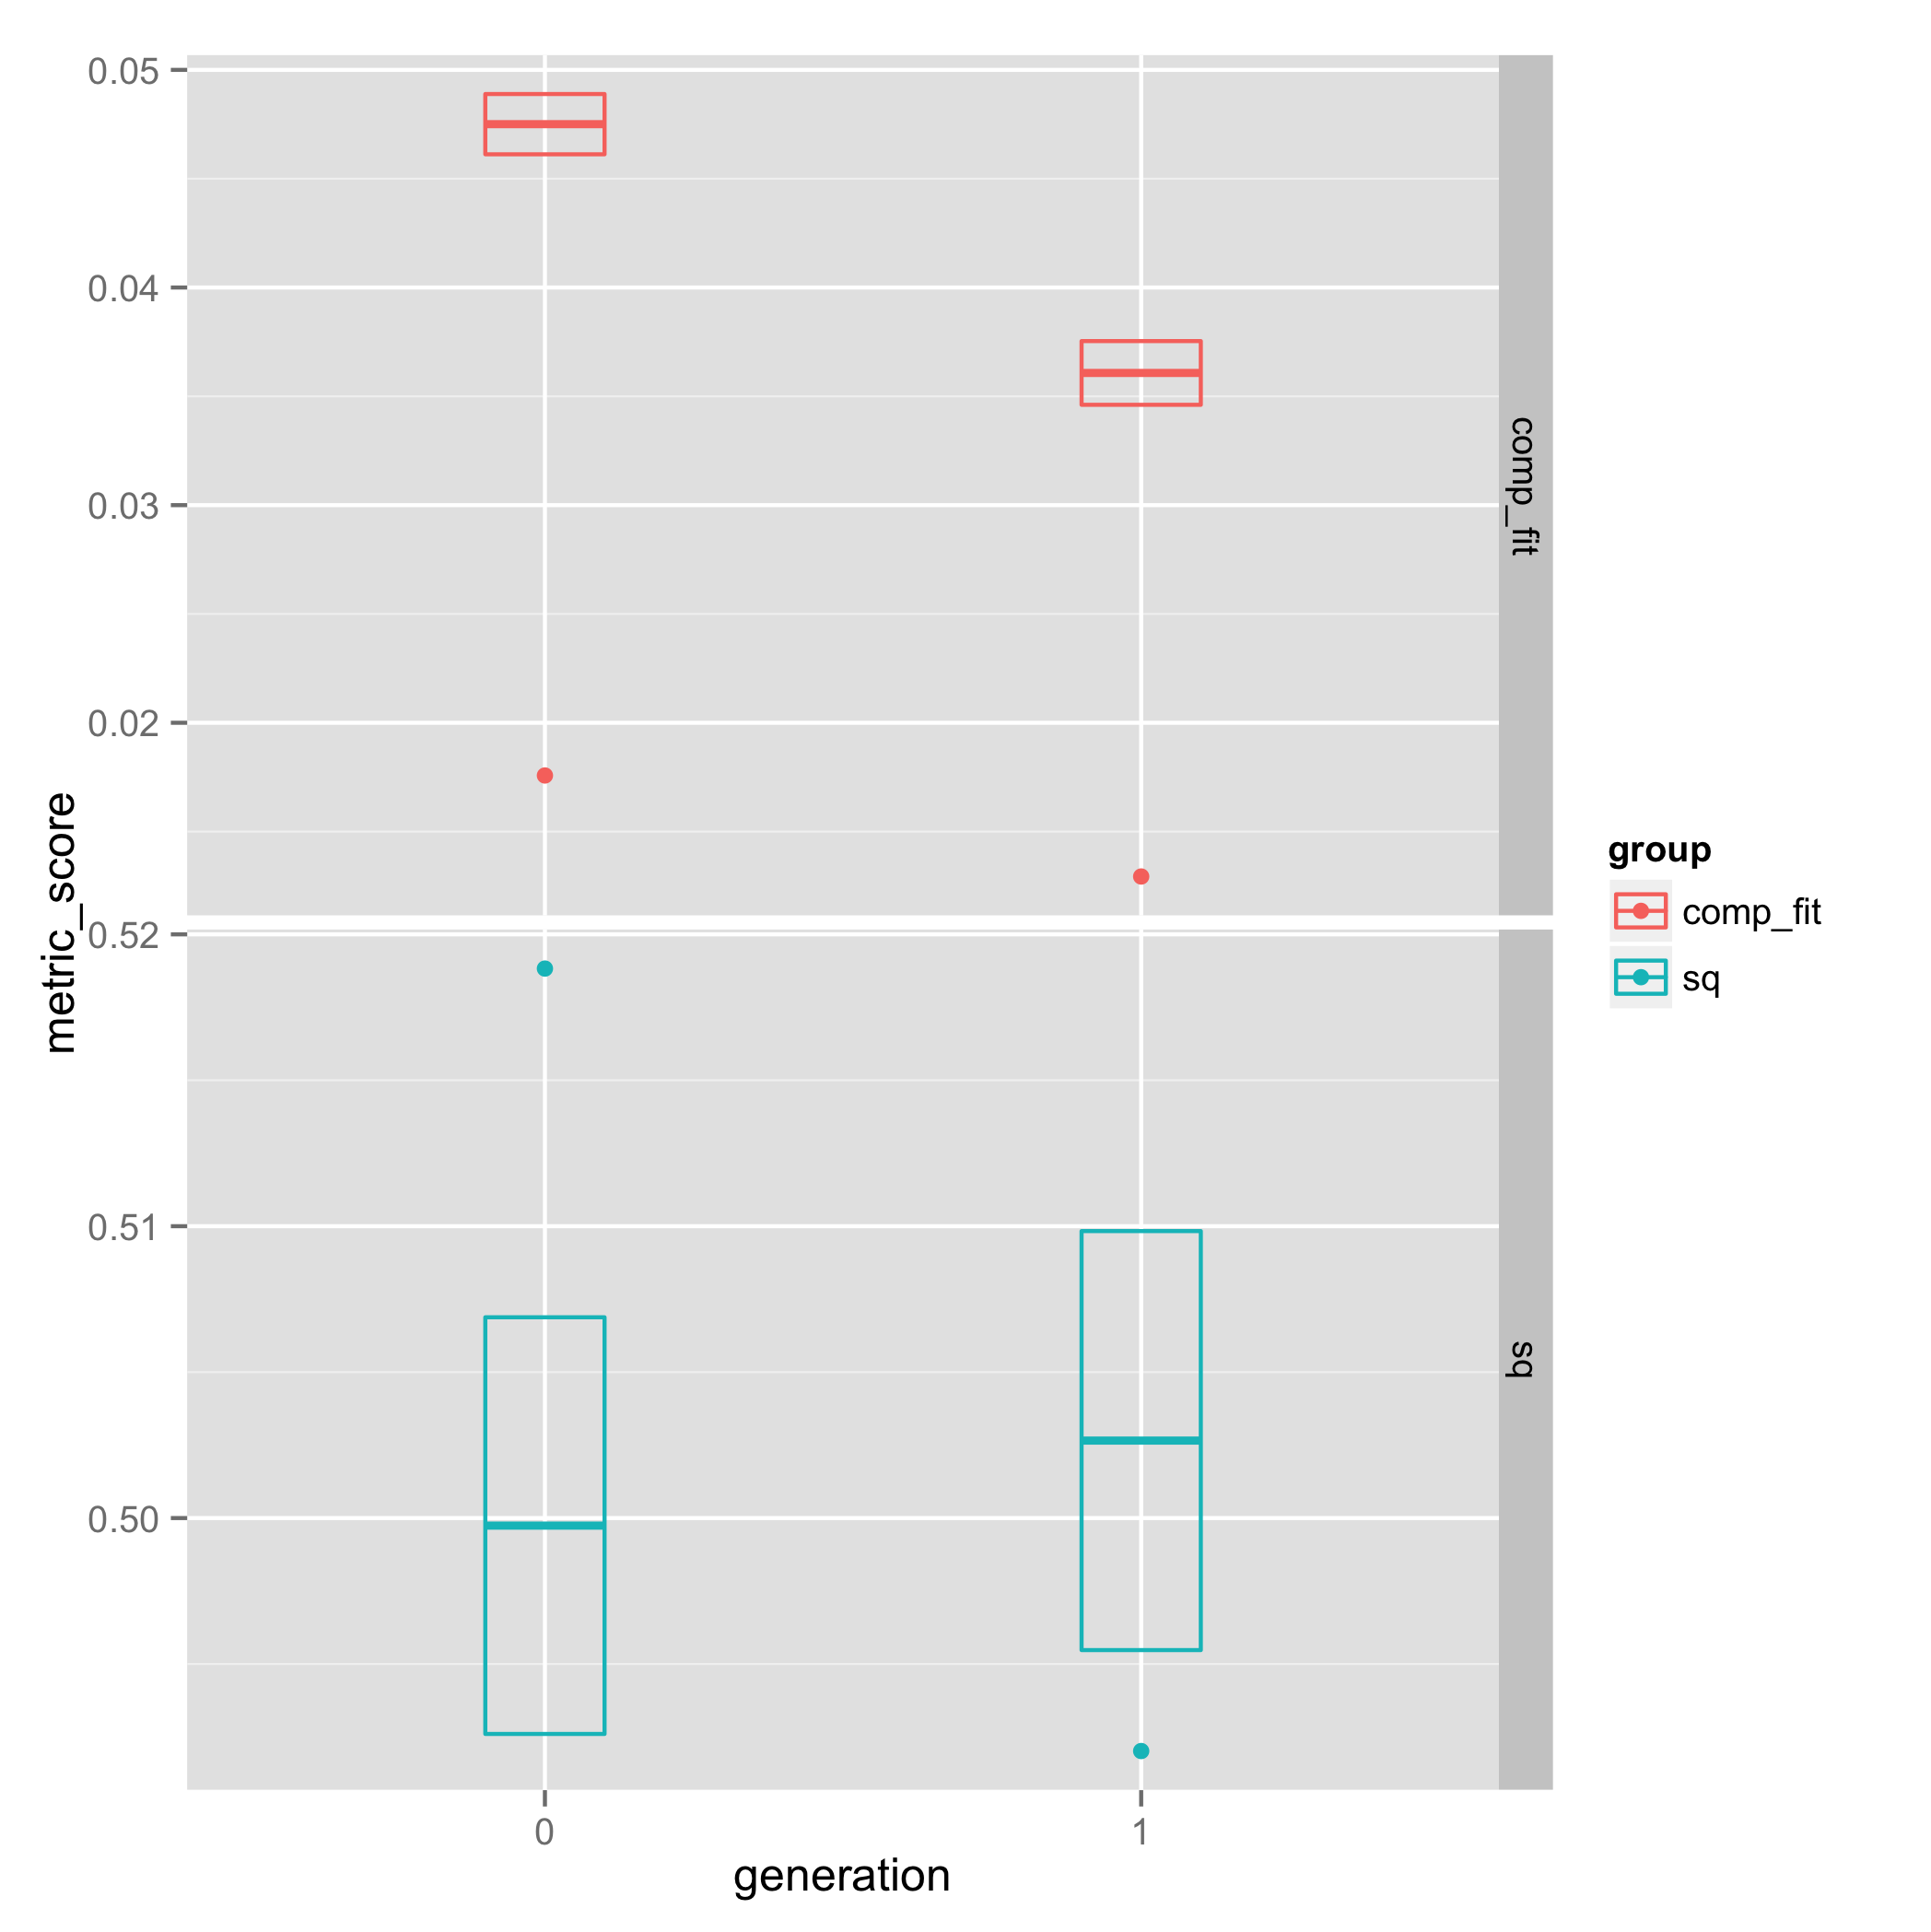 metric_score
0.05
0.04
0.03
0.02
comp_fit
0.52
0.51
0.50
sq
0
1
generation
group
comp_fit
sq